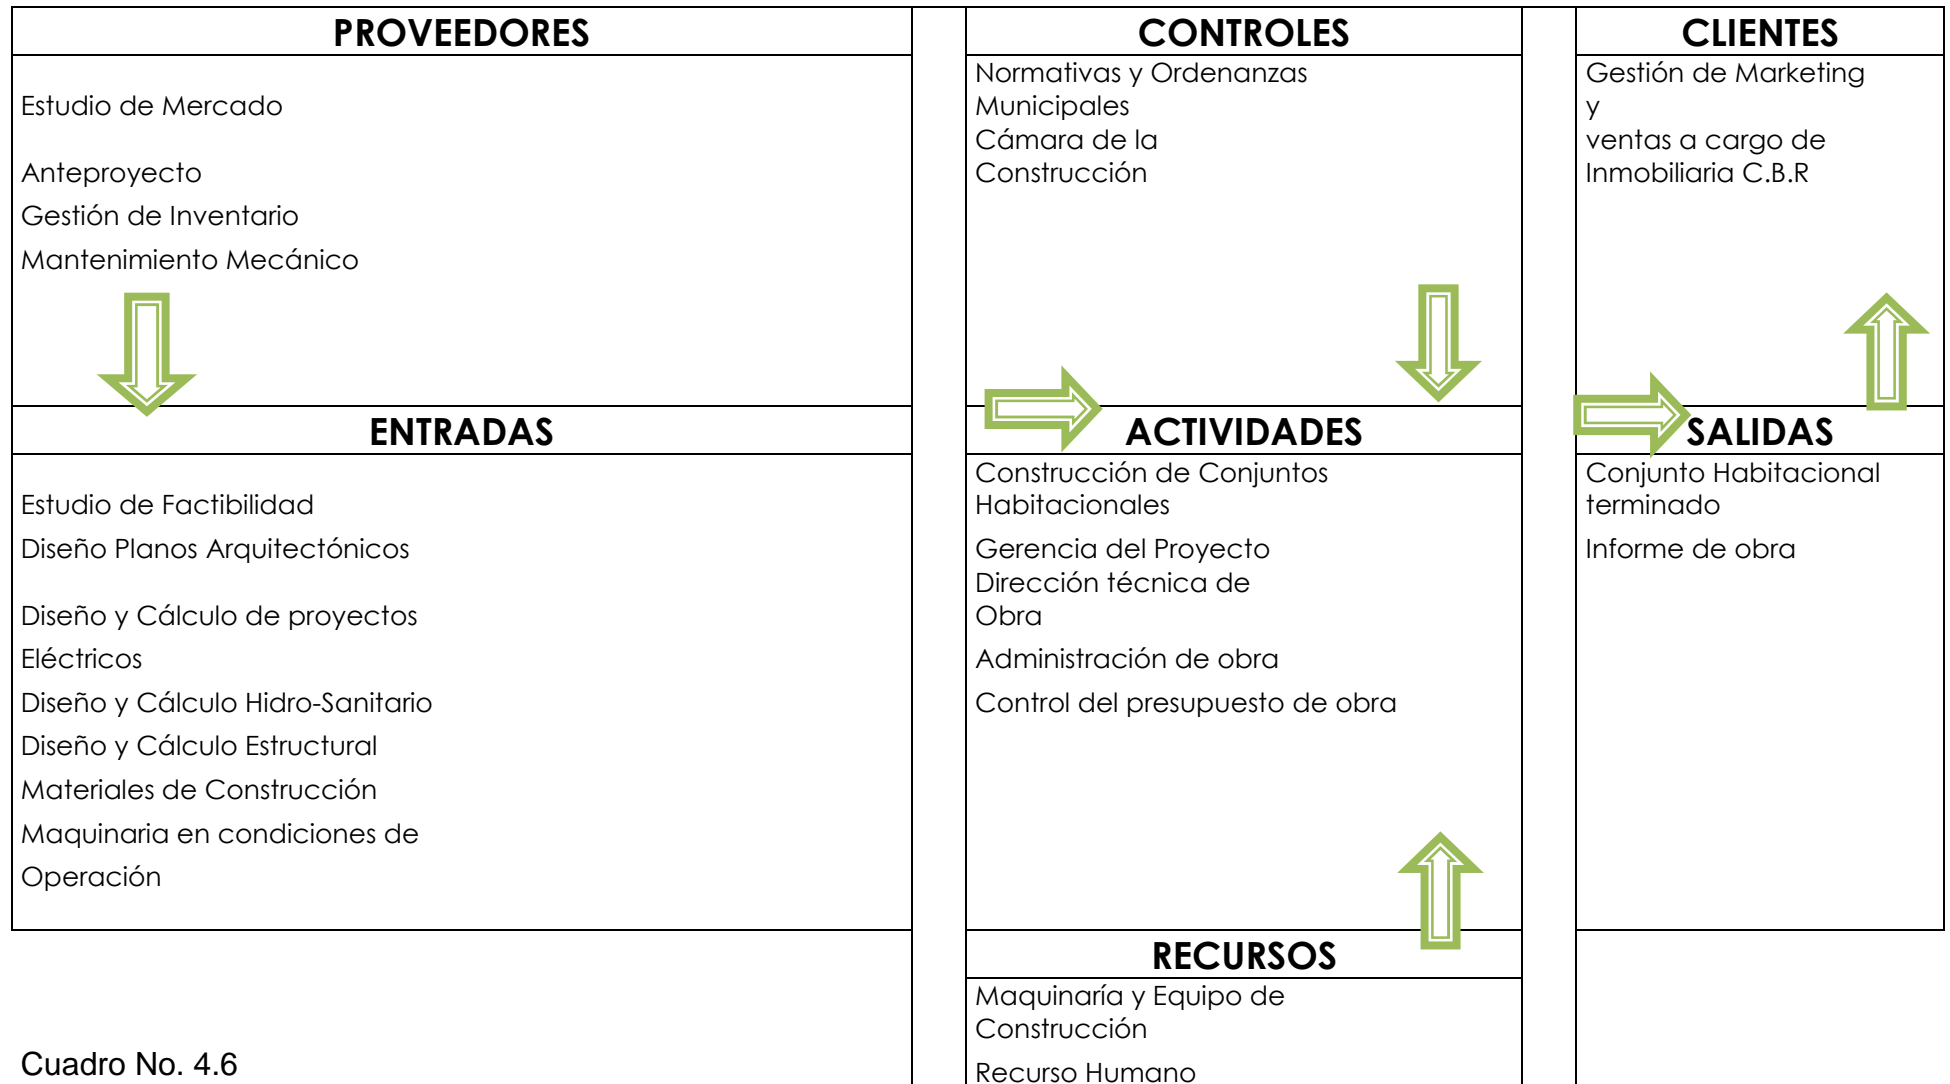 PROVEEDORES
Estudio de Mercado
Anteproyecto
Gestión de Inventario
Mantenimiento Mecánico
ENTRADAS
Estudio de Factibilidad
Diseño Planos Arquitectónicos
Diseño y Cálculo de proyectos
Eléctricos
Diseño y Cálculo Hidro-Sanitario
Diseño y Cálculo Estructural
Materiales de Construcción
Maquinaria en condiciones de
Operación
CONTROLES
Normativas y Ordenanzas
Municipales
Cámara de la
Construcción
ACTIVIDADES
Construcción de Conjuntos
Habitacionales
Gerencia del Proyecto
Dirección técnica de
Obra
Administración de obra
Control del presupuesto de obra
RECURSOS
Maquinaría y Equipo de
Construcción
Recurso Humano
CLIENTES
Gestión de Marketing
y
ventas a cargo de
Inmobiliaria C.B.R
SALIDAS
Conjunto Habitacional
terminado
Informe de obra
Cuadro No. 4.6